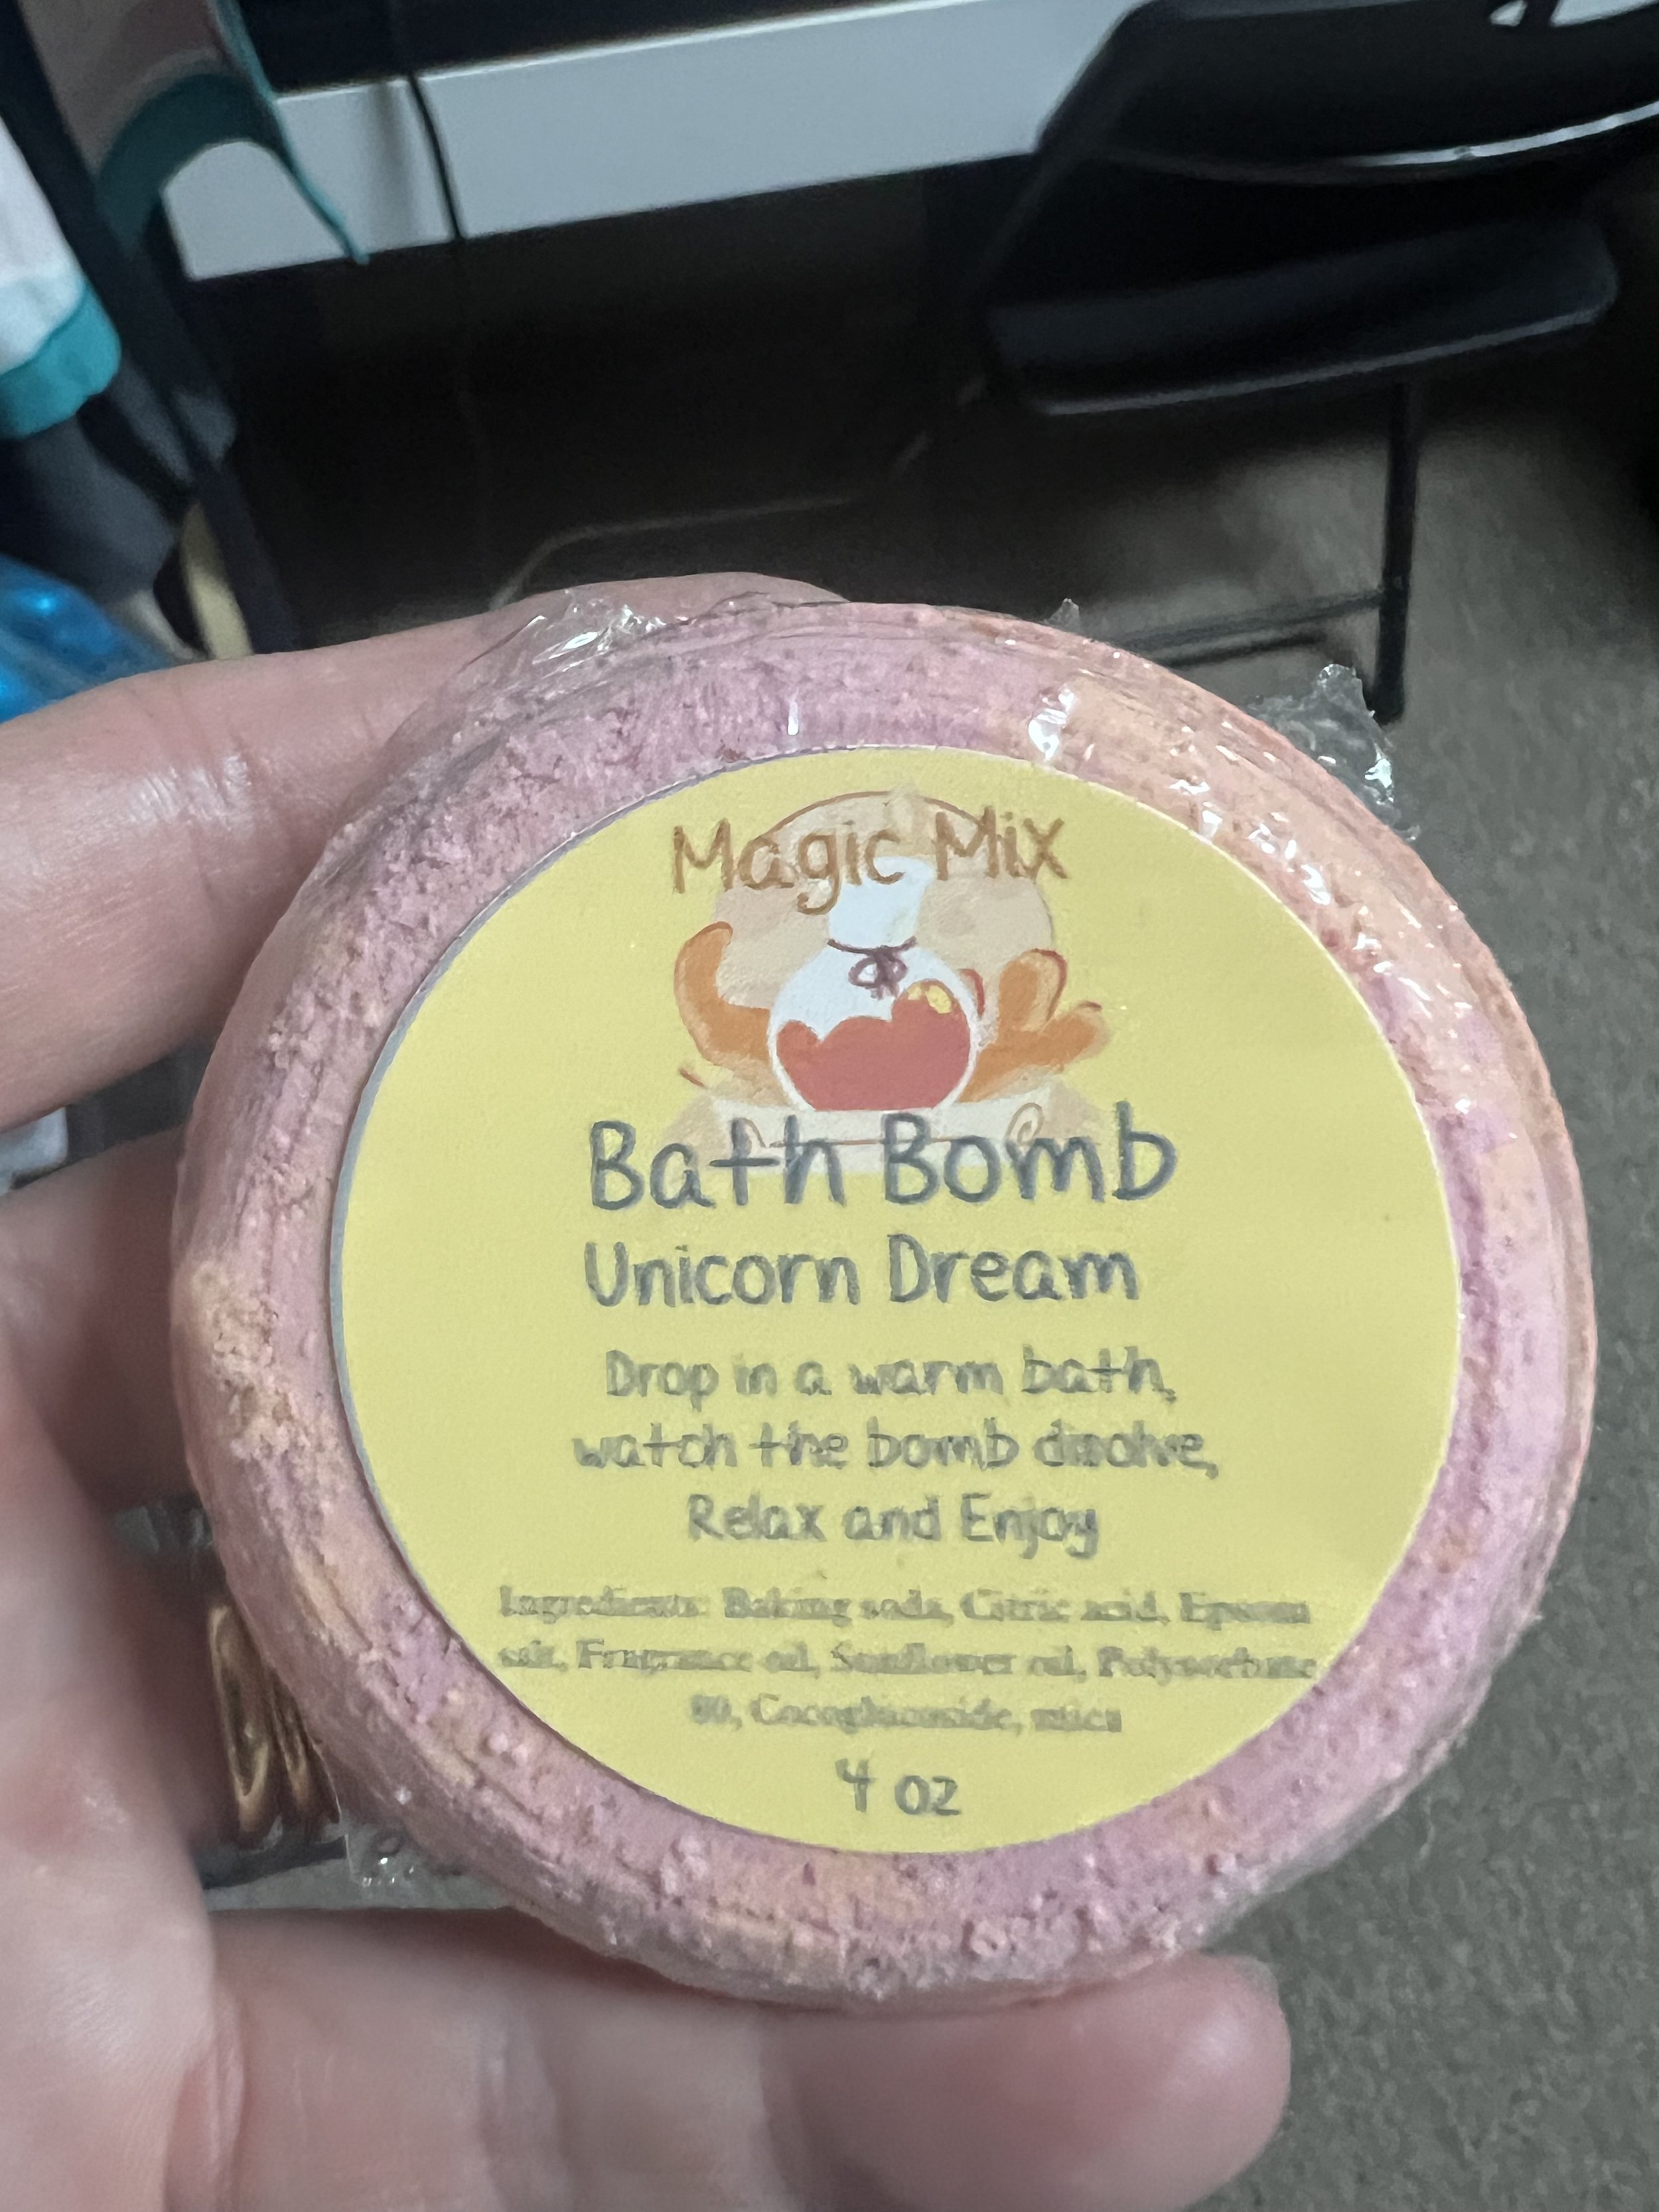 Magic Mix
Bath Bomb
Unicorn Dream
Drop in a warm bath,
watch the bomb disolve,
Relax and Enjoy
Ingredients: Baking soda, Citric acid, Epsom
salt, Fragrance oil, Sunflower oil, Polysorbate
80, Cocoglucoside, mica
4 oz